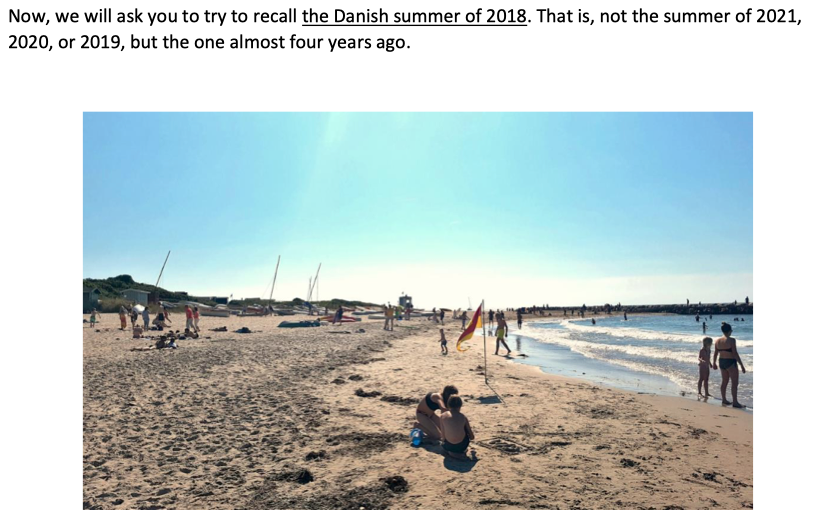 Now, we will ask you to try to recall the Danish summer of 2018. That is, not the summer of 2021,
2020, or 2019, but the one almost four years ago.